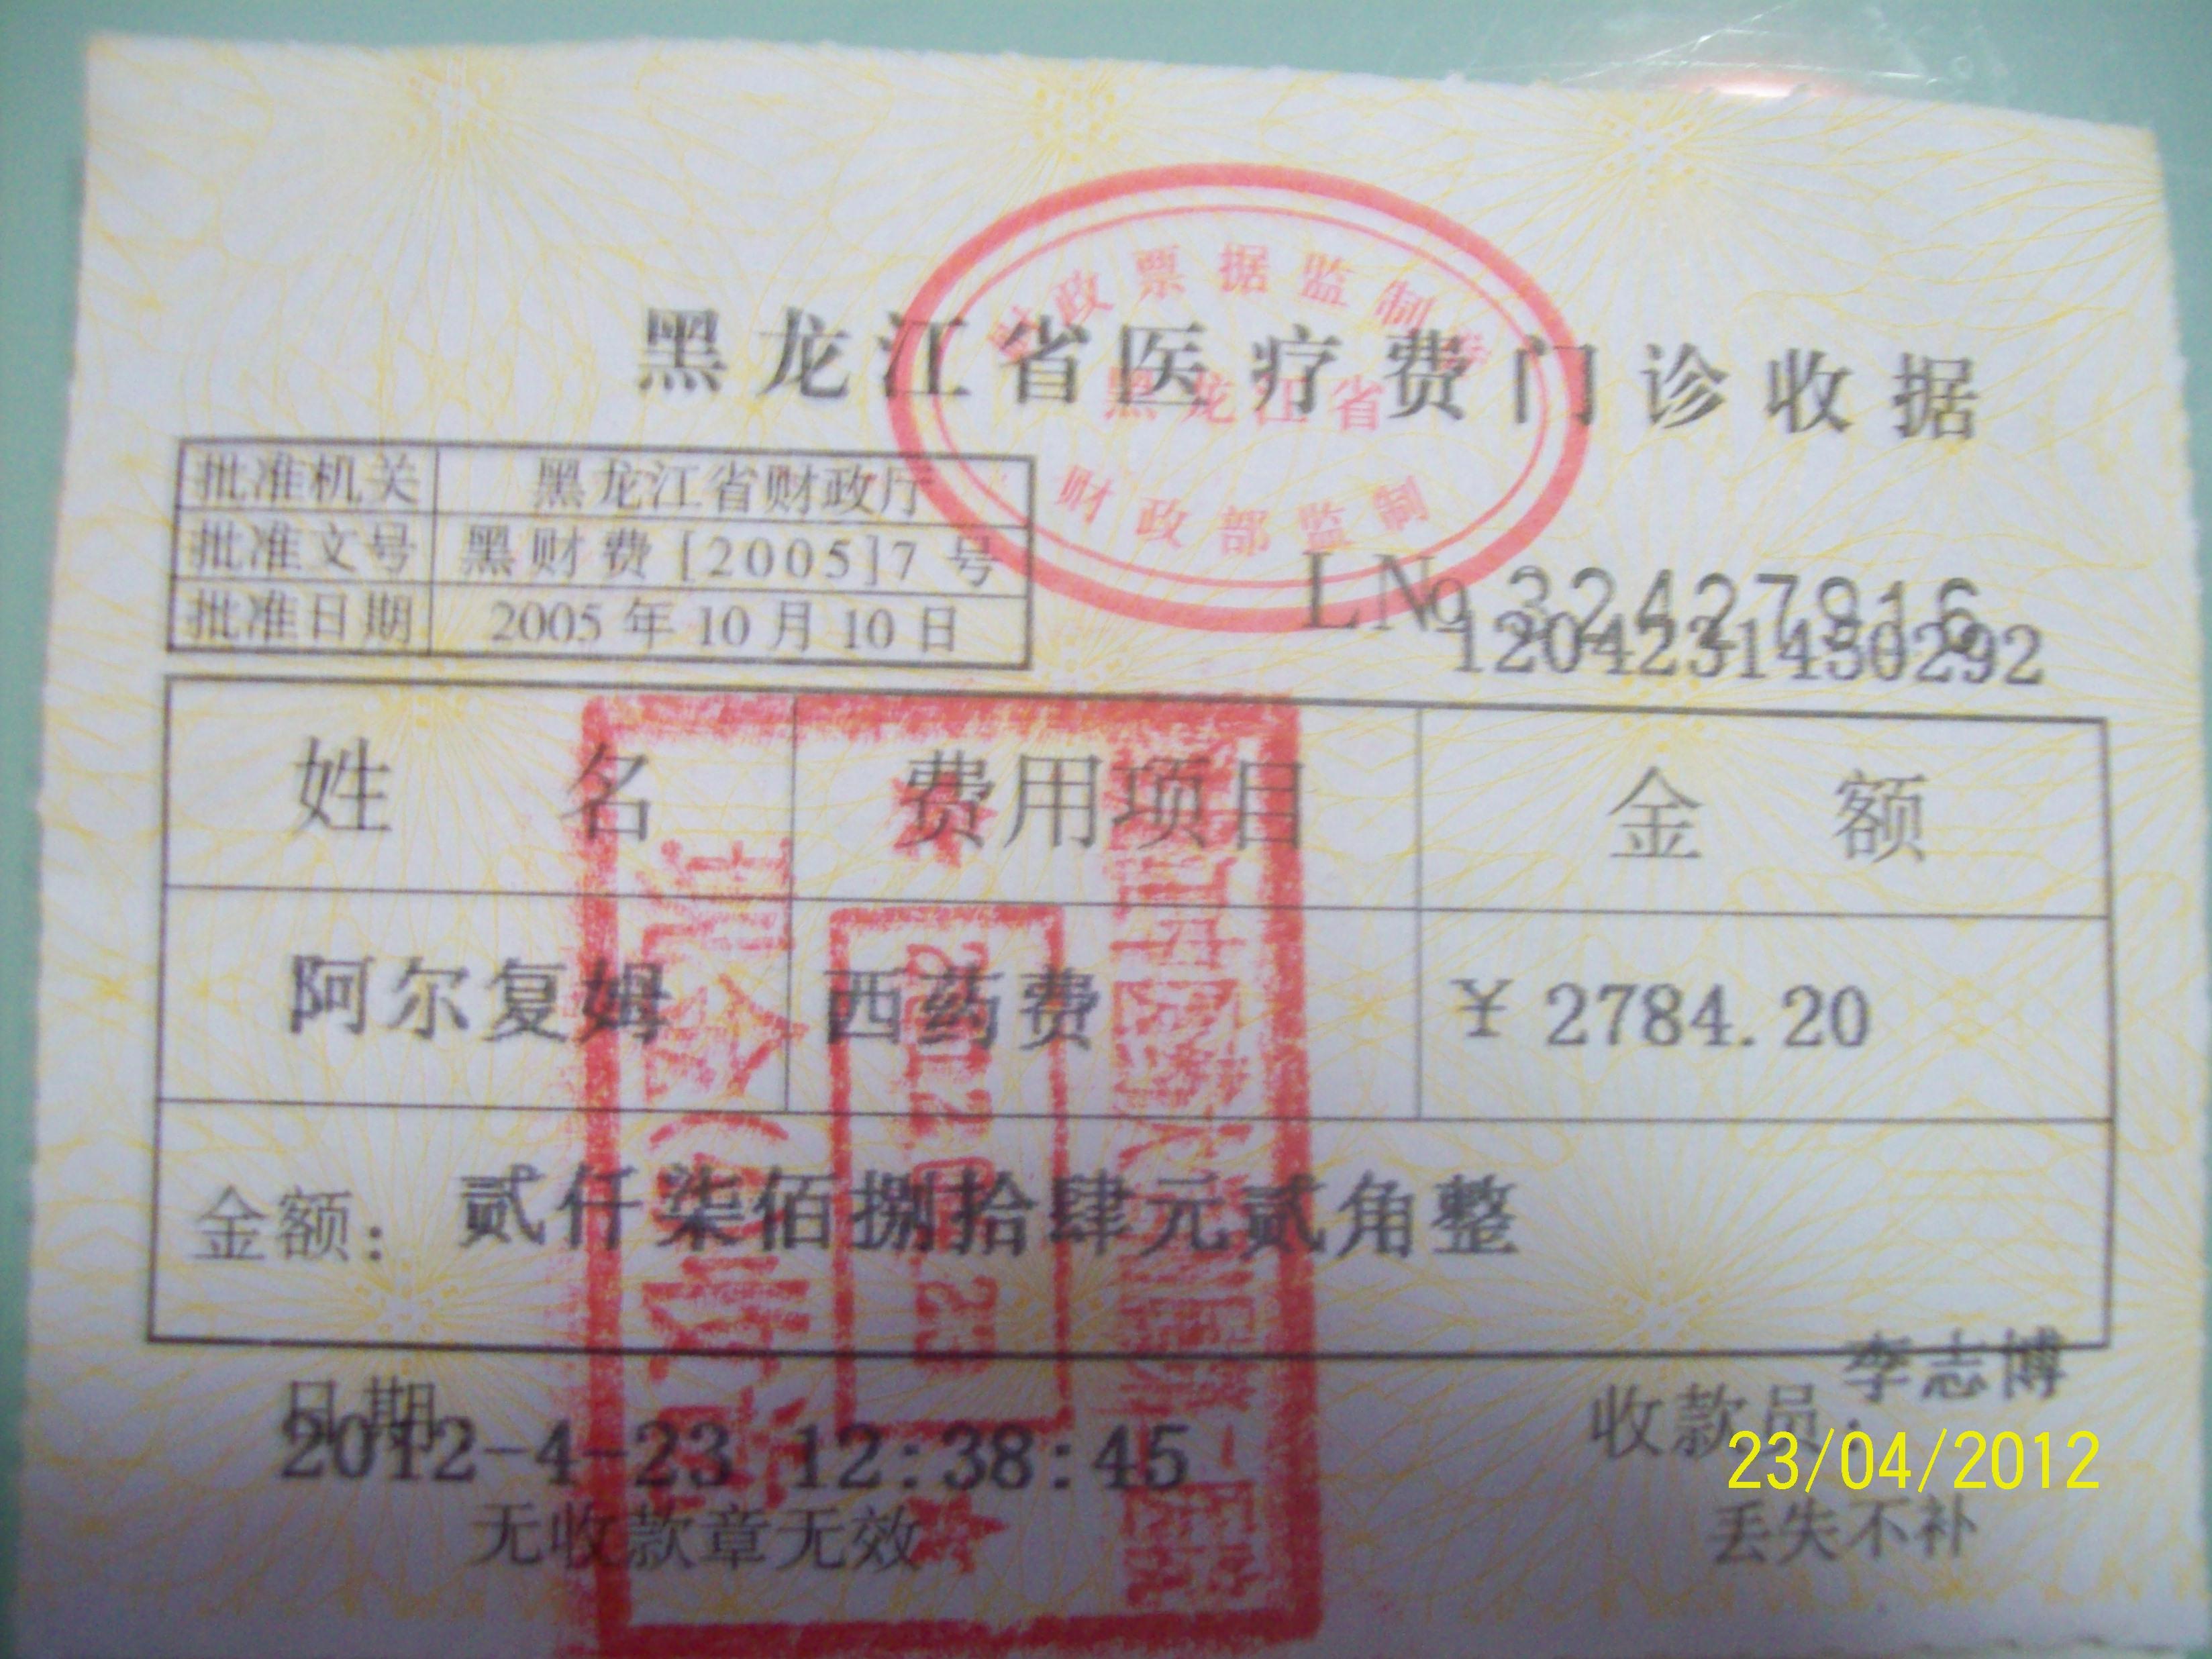 黑龙江省医疗费门诊收据
财政票据监制章
黑龙江省
财政部监制
批准机关 黑龙江省财政厅
批准文号 黑财费[2005]7号
批准日期 2005年10月10日
LNo 32427916
1204231430292
姓名 费用项目 金额
阿尔复姆 西药费 ¥2784.20
金额: 贰仟柒佰捌拾肆元贰角整
日期
2012-4-23 12:38:45
收款员: 李志博
23/04/2012
无收款章无效
丢失不补
现金(收讫)